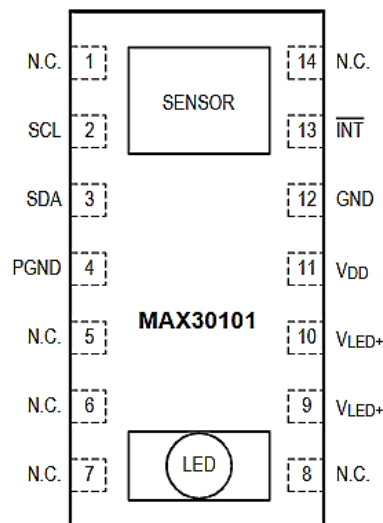 N.C. 1 14 N.C.
SENSOR
SCL 2 13 INT
SDA 3 12 GND
PGND 4 11 VDD
MAX30101
N.C. 5 10 VLED+
N.C. 6 9 VLED+
N.C. 7 LED 8 N.C.